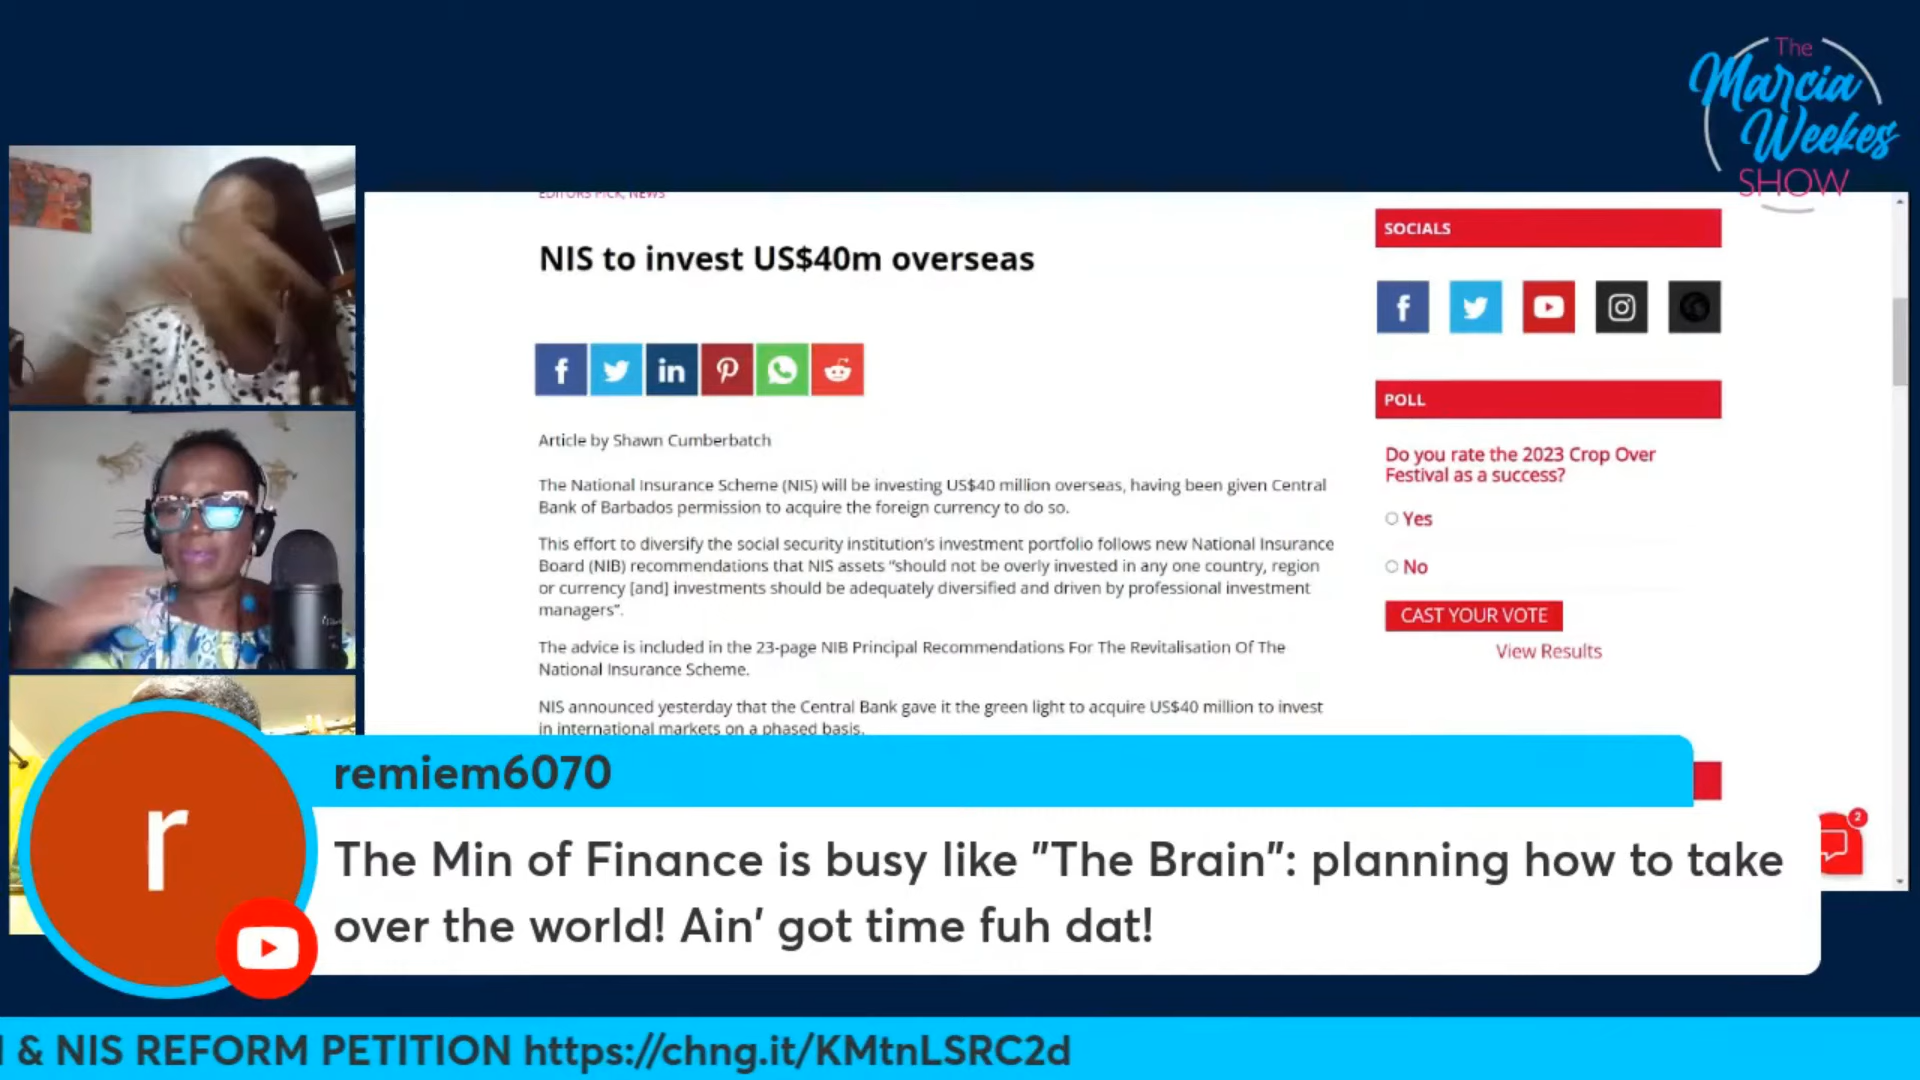 The
Marcia
Weekes
SHOW
EDITORS PICK, NEWS
NIS to invest US$40m overseas
Article by Shawn Cumberbatch
The National Insurance Scheme (NIS) will be investing US$40 million overseas, having been given Central
Bank of Barbados permission to acquire the foreign currency to do so.
This effort to diversify the social security institution's investment portfolio follows new National Insurance
Board (NIB) recommendations that NIS assets “should not be overly invested in any one country, region
or currency [and] investments should be adequately diversified and driven by professional investment
managers”.
The advice is included in the 23-page NIB Principal Recommendations For The Revitalisation Of The
National Insurance Scheme.
NIS announced yesterday that the Central Bank gave it the green light to acquire US$40 million to invest
in international markets on a phased basis.
SOCIALS
POLL
Do you rate the 2023 Crop Over
Festival as a success?
Yes
No
CAST YOUR VOTE
View Results
2
r
remiem6070
The Min of Finance is busy like "The Brain": planning how to take
over the world! Ain' got time fuh dat!
& NIS REFORM PETITION https://chng.it/KMtnLSRC2d